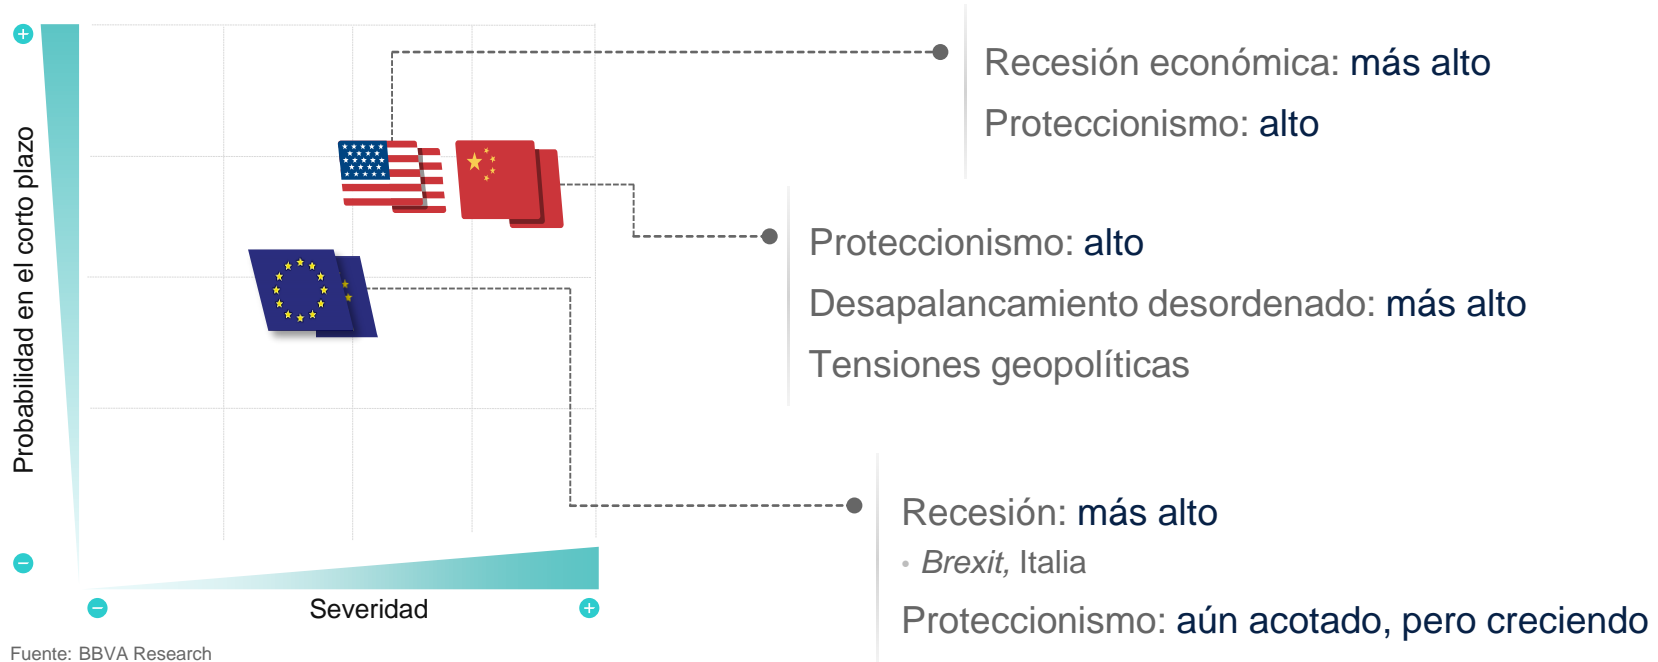 Probabilidad en el corto plazo
Recesión económica: más alto
Proteccionismo: alto
Proteccionismo: alto
Desapalancamiento desordenado: más alto
Tensiones geopolíticas
Recesión: más alto
• Brexit, Italia
Proteccionismo: aún acotado, pero creciendo
Severidad
Fuente: BBVA Research